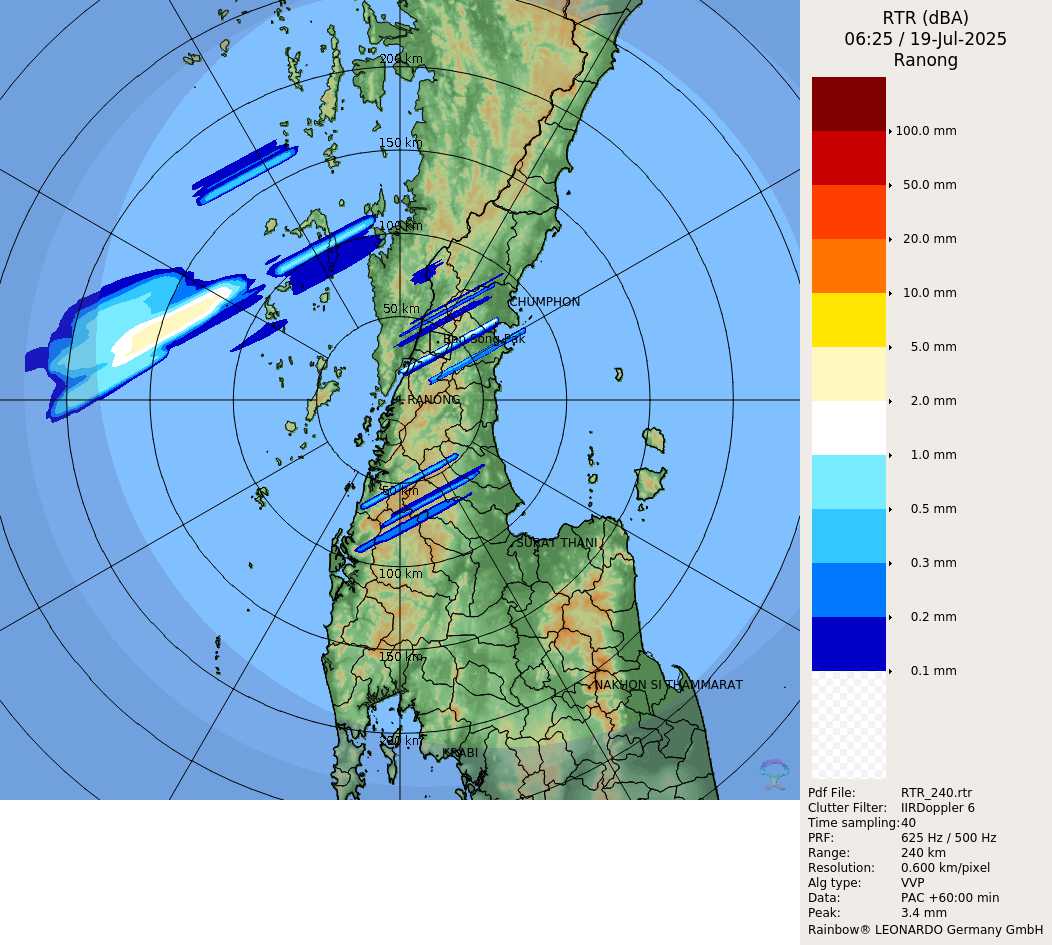 200 km
150 km
100 km
50 km
CHUMPHON
Ban Song Pak
RANONG
50 km
SURAT THANI
100 km
150 km
NAKHON SI THAMMARAT
200 km
KRABI
RTR (dBA)
06:25 / 19-Jul-2025
Ranong
100.0 mm
50.0 mm
20.0 mm
10.0 mm
5.0 mm
2.0 mm
1.0 mm
0.5 mm
0.3 mm
0.2 mm
0.1 mm
Pdf File: RTR_240.rtr
Clutter Filter: IIRDoppler 6
Time sampling:40
PRF: 625 Hz / 500 Hz
Range: 240 km
Resolution: 0.600 km/pixel
Alg type: VVP
Data: PAC +60:00 min
Peak: 3.4 mm
Rainbow® LEONARDO Germany GmbH